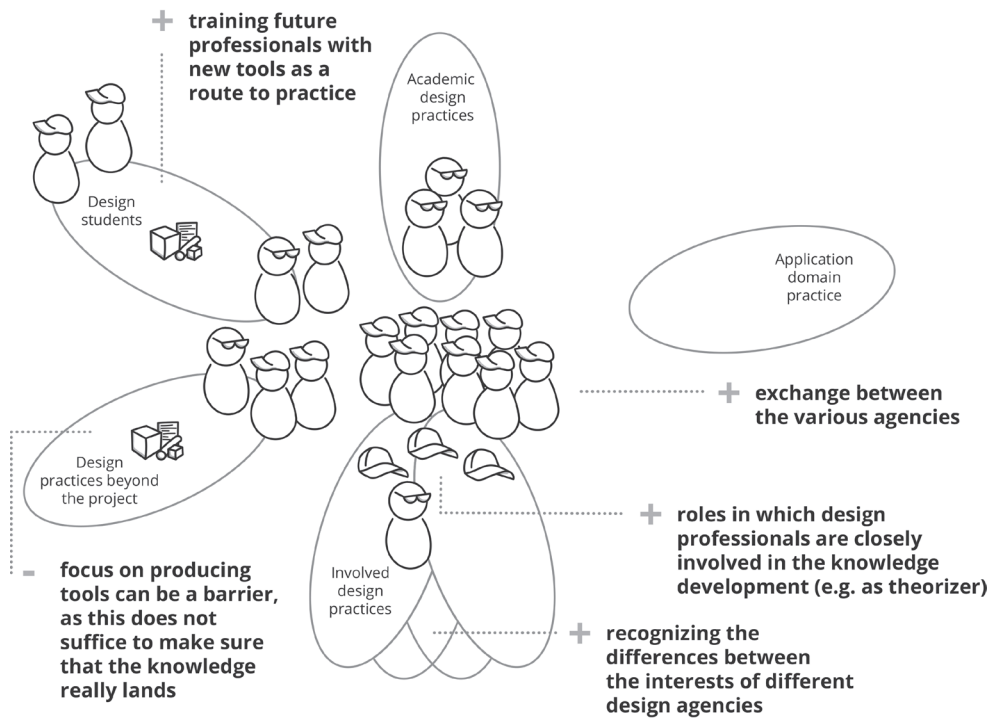 + training future
professionals with
new tools as a
route to practice
Academic
design
practices
Design
students
Application
domain
practice
+ exchange between
the various agencies
Design
practices beyond
the project
+ roles in which design
professionals are closely
involved in the knowledge
development (e.g. as theorizer)
- focus on producing
tools can be a barrier,
as this does not
suffice to make sure
that the knowledge
really lands
Involved
design
practices
+ recognizing the
differences between
the interests of different
design agencies